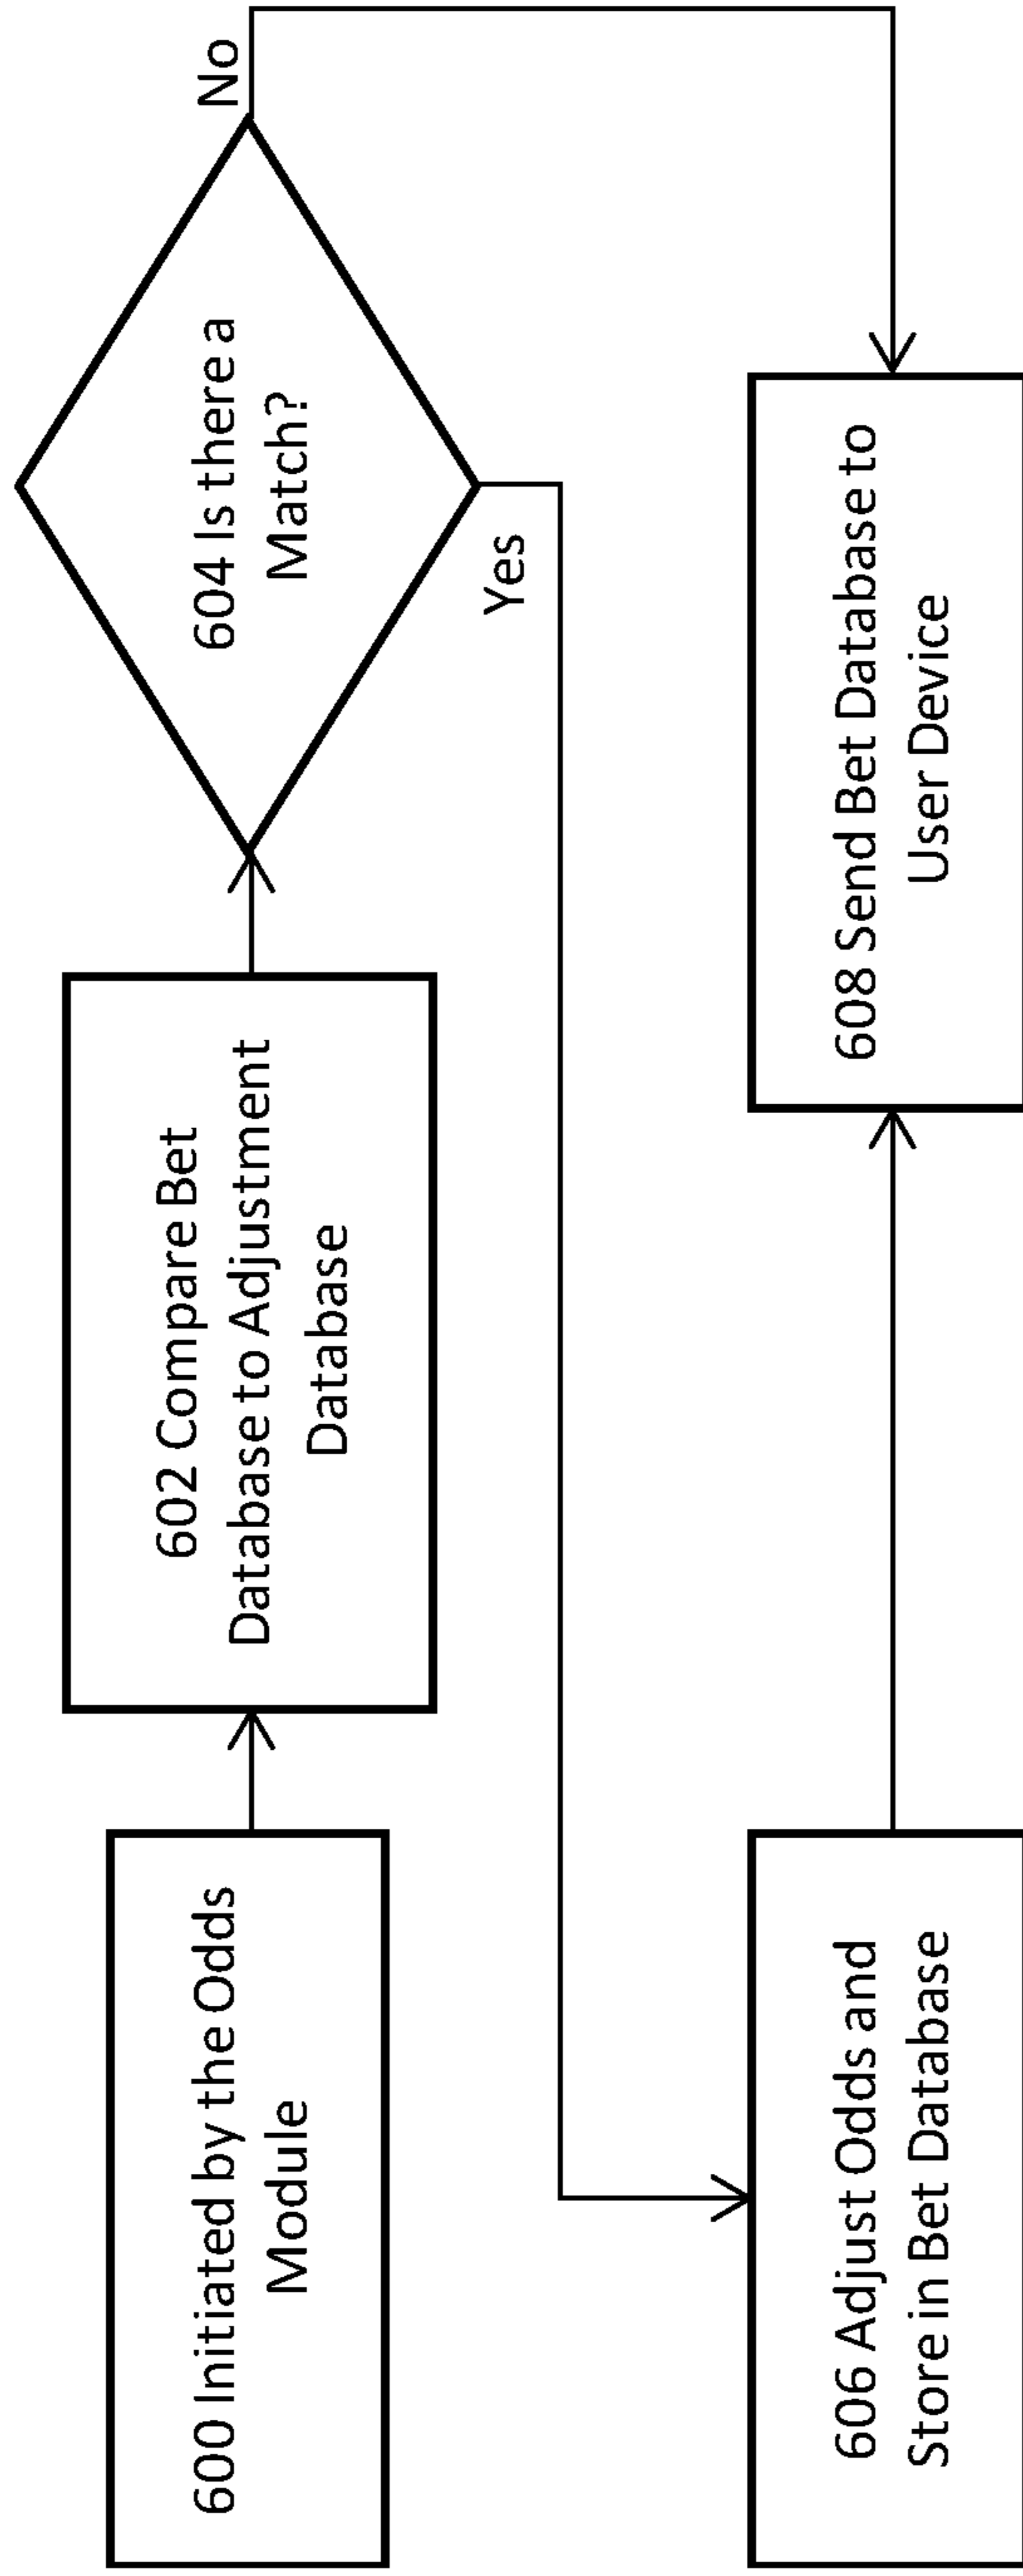 600 Initiated by the Odds
Module
602 Compare Bet
Database to Adjustment
Database
604 Is there a
Match?
No
Yes
606 Adjust Odds and
Store in Bet Database
608 Send Bet Database to
User Device